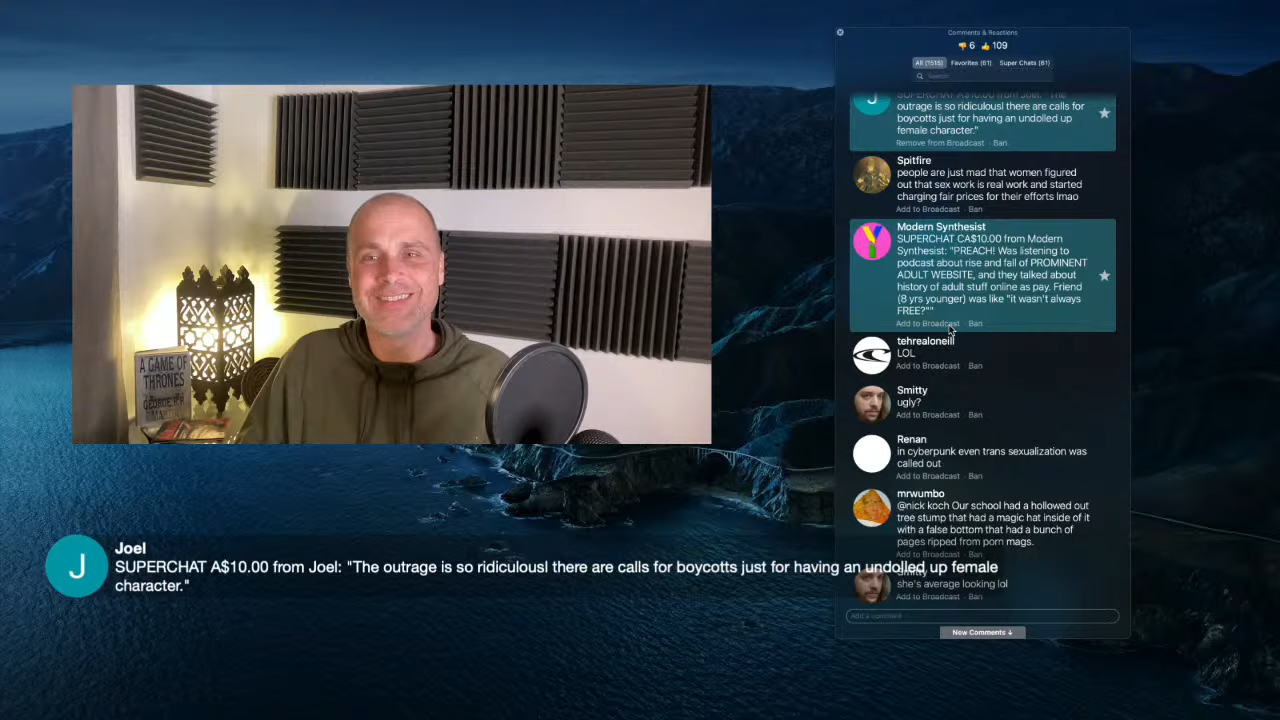 Comments & Reactions
👎 6 👍 109
All (1515) Favorites (61) Super Chats (61)
Search
SUPERCHAT A$10.00 from Joel: "The
outrage is so ridiculousl there are calls for
boycotts just for having an undolled up
female character."
Remove from Broadcast · Ban
Spitfire
people are just mad that women figured
out that sex work is real work and started
charging fair prices for their efforts lmao
Add to Broadcast · Ban
Modern Synthesist
SUPERCHAT CA$10.00 from Modern
Synthesist: "PREACH! Was listening to
podcast about rise and fall of PROMINENT
ADULT WEBSITE, and they talked about
history of adult stuff online as pay. Friend
(8 yrs younger) was like "it wasn't always
FREE?""
Add to Broadcast · Ban
tehrealoneill
LOL
Add to Broadcast · Ban
Smitty
ugly?
Add to Broadcast · Ban
Renan
in cyberpunk even trans sexualization was
called out
Add to Broadcast · Ban
mrwumbo
@nick koch Our school had a hollowed out
tree stump that had a magic hat inside of it
with a false bottom that had a bunch of
pages ripped from porn mags.
Add to Broadcast · Ban
Smitty
she's average looking lol
Add to Broadcast · Ban
Add a comment
New Comments ↓
A GAME OF
THRONES
GEORGE R.R.
J
Joel
SUPERCHAT A$10.00 from Joel: "The outrage is so ridiculousl there are calls for boycotts just for having an undolled up female
character."